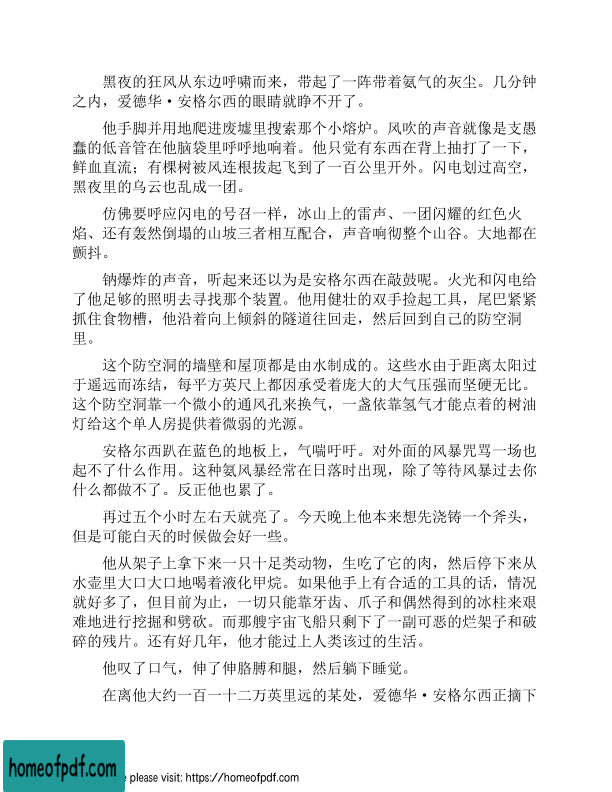 黑夜的狂风从东边呼啸而来，带起了一阵带着氨气的灰尘。几分钟
之内，爱德华·安格尔西的眼睛就睁不开了。
他手脚并用地爬进废墟里搜索那个小熔炉。风吹的声音就像是支愚
蠢的低音管在他脑袋里呼呼地响着。他只觉有东西在背上抽打了一下，
鲜血直流；有棵树被风连根拔起飞到了一百公里开外。闪电划过高空，
黑夜里的乌云也乱成一团。
仿佛要呼应闪电的号召一样，冰山上的雷声、一团闪耀的红色火
焰、还有轰然倒塌的山坡三者相互配合，声音响彻整个山谷。大地都在
颤抖。
钠爆炸的声音，听起来还以为是安格尔西在敲鼓呢。火光和闪电给
了他足够的照明去寻找那个装置。他用健壮的双手捡起工具，尾巴紧紧
抓住食物槽，他沿着向上倾斜的隧道往回走，然后回到自己的防空洞
里。
这个防空洞的墙壁和屋顶都是由水制成的。这些水由于距离太阳过
于遥远而冻结，每平方英尺上都因承受着庞大的大气压强而坚硬无比。
这个防空洞靠一个微小的通风孔来换气，一盏依靠氢气才能点着的树油
灯给这个单人房提供着微弱的光源。
安格尔西趴在蓝色的地板上，气喘吁吁。对外面的风暴咒骂一场也
起不了什么作用。这种氨风暴经常在日落时出现，除了等待风暴过去你
什么都做不了。反正他也累了。
再过五个小时左右天就亮了。今天晚上他本来想先浇铸一个斧头，
但是可能白天的时候做会好一些。
他从架子上拿下来一只十足类动物，生吃了它的肉，然后停下来从
水壶里大口大口地喝着液化甲烷。如果他手上有合适的工具的话，情况
就好多了，但目前为止，一切只能靠牙齿、爪子和偶然得到的冰柱来艰
难地进行挖掘和劈砍。而那艘宇宙飞船只剩下了一副可恶的烂架子和破
碎的残片。还有好几年，他才能过上人类该过的生活。
他叹了口气，伸了伸胳膊和腿，然后躺下睡觉。
在离他大约一百一十二万英里远的某处，爱德华·安格尔西正摘下
homeofpdf.com
e please visit: https://homeofpdf.com